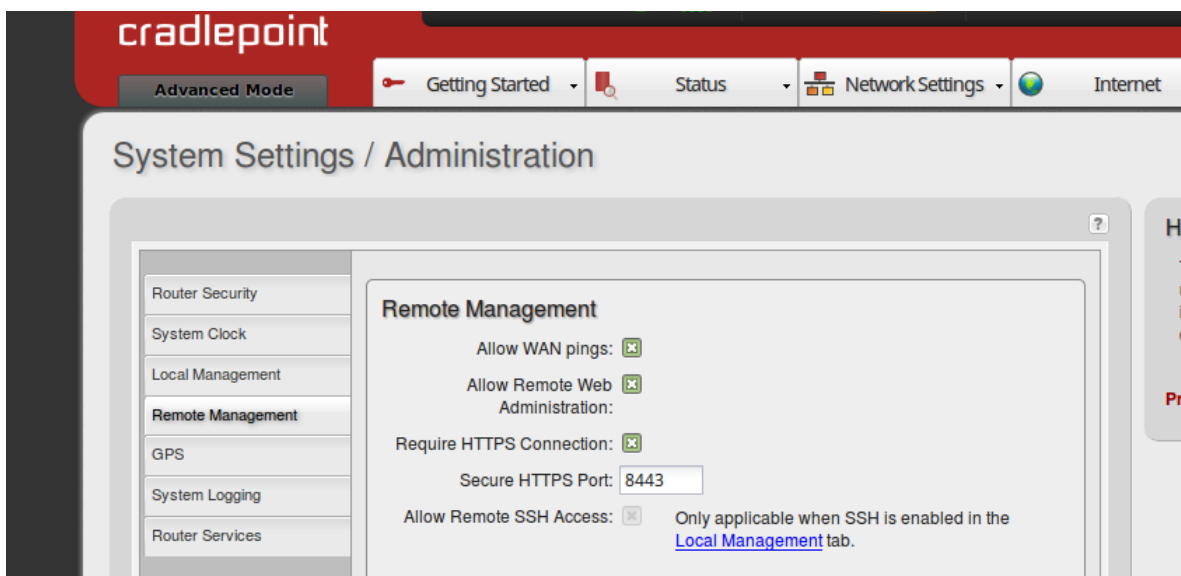 cradlepoint
Advanced Mode
Getting Started
Status
Network Settings
Internet
System Settings / Administration
?
Router Security
System Clock
Local Management
Remote Management
GPS
System Logging
Router Services
Remote Management
Allow WAN pings:
Allow Remote Web
Administration:
Require HTTPS Connection:
Secure HTTPS Port: 8443
Allow Remote SSH Access:
Only applicable when SSH is enabled in the
Local Management tab.